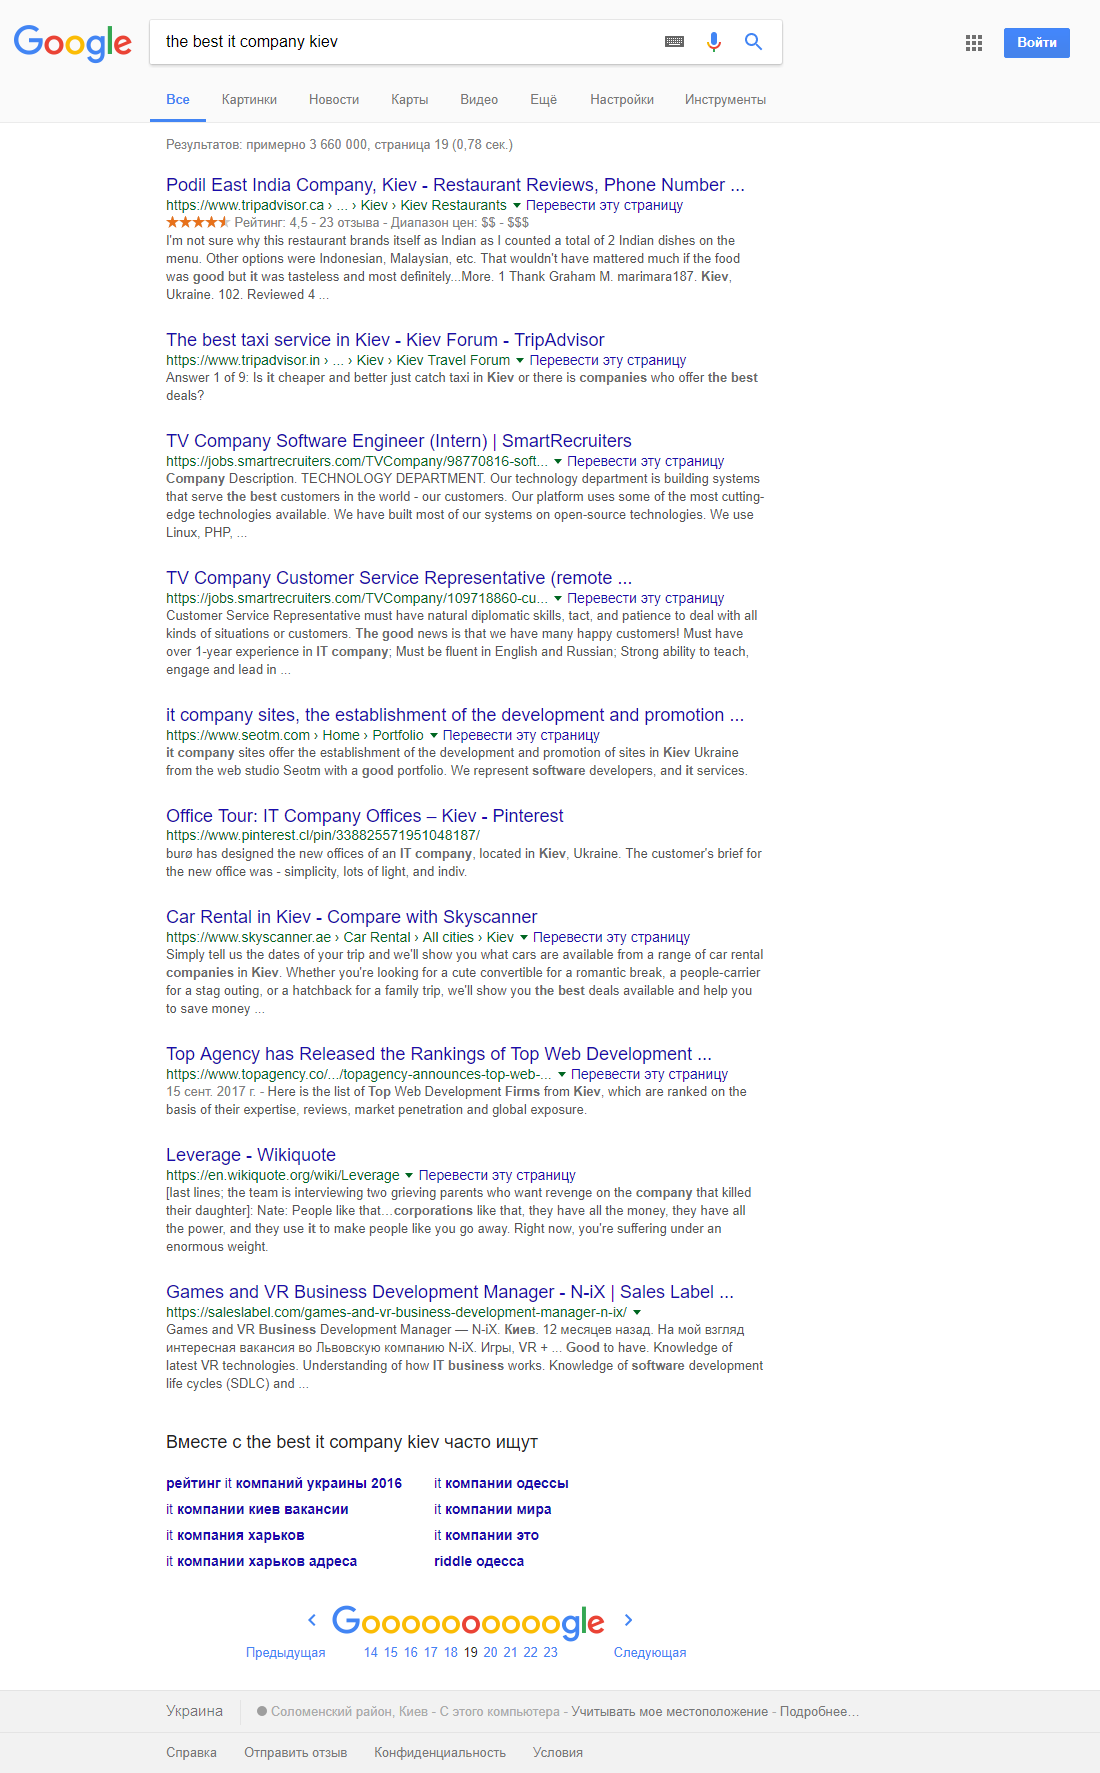 Google
the best it company kiev
Войти
Все Картинки Новости Карты Видео Ещё Настройки Инструменты
Результатов: примерно 3 660 000, страница 19 (0,78 сек.)
Podil East India Company, Kiev - Restaurant Reviews, Phone Number ...
https://www.tripadvisor.ca › ... › Kiev › Kiev Restaurants Перевести эту страницу
Рейтинг: 4,5 - 23 отзыва - Диапазон цен: $$ - $$$
I'm not sure why this restaurant brands itself as Indian as I counted a total of 2 Indian dishes on the
menu. Other options were Indonesian, Malaysian, etc. That wouldn't have mattered much if the food
was good but it was tasteless and most definitely...More. 1 Thank Graham M. marimara187. Kiev,
Ukraine. 102. Reviewed 4 ...
The best taxi service in Kiev - Kiev Forum - TripAdvisor
https://www.tripadvisor.in › ... › Kiev › Kiev Travel Forum Перевести эту страницу
Answer 1 of 9: Is it cheaper and better just catch taxi in Kiev or there is companies who offer the best
deals?
TV Company Software Engineer (Intern) | SmartRecruiters
https://jobs.smartrecruiters.com/TVCompany/98770816-soft... Перевести эту страницу
Company Description. TECHNOLOGY DEPARTMENT. Our technology department is building systems
that serve the best customers in the world - our customers. Our platform uses some of the most cutting-
edge technologies available. We have built most of our systems on open-source technologies. We use
Linux, PHP, ...
TV Company Customer Service Representative (remote ...
https://jobs.smartrecruiters.com/TVCompany/109718860-cu... Перевести эту страницу
Customer Service Representative must have natural diplomatic skills, tact, and patience to deal with all
kinds of situations or customers. The good news is that we have many happy customers! Must have
over 1-year experience in IT company; Must be fluent in English and Russian; Strong ability to teach,
engage and lead in ...
it company sites, the establishment of the development and promotion ...
https://www.seotm.com › Home › Portfolio Перевести эту страницу
it company sites offer the establishment of the development and promotion of sites in Kiev Ukraine
from the web studio Seotm with a good portfolio. We represent software developers, and it services.
Office Tour: IT Company Offices – Kiev - Pinterest
https://www.pinterest.cl/pin/338825571951048187/
burø has designed the new offices of an IT company, located in Kiev, Ukraine. The customer's brief for
the new office was - simplicity, lots of light, and indiv.
Car Rental in Kiev - Compare with Skyscanner
https://www.skyscanner.ae › Car Rental › All cities › Kiev Перевести эту страницу
Simply tell us the dates of your trip and we'll show you what cars are available from a range of car rental
companies in Kiev. Whether you're looking for a cute convertible for a romantic break, a people-carrier
for a stag outing, or a hatchback for a family trip, we'll show you the best deals available and help you
to save money ...
Top Agency has Released the Rankings of Top Web Development ...
https://www.topagency.co/.../topagency-announces-top-web-... Перевести эту страницу
15 сент. 2017 г. - Here is the list of Top Web Development Firms from Kiev, which are ranked on the
basis of their expertise, reviews, market penetration and global exposure.
Leverage - Wikiquote
https://en.wikiquote.org/wiki/Leverage Перевести эту страницу
[last lines; the team is interviewing two grieving parents who want revenge on the company that killed
their daughter]: Nate: People like that…corporations like that, they have all the money, they have all
the power, and they use it to make people like you go away. Right now, you're suffering under an
enormous weight.
Games and VR Business Development Manager - N-iX | Sales Label ...
https://saleslabel.com/games-and-vr-business-development-manager-n-ix/
Games and VR Business Development Manager — N-iX. Киев. 12 месяцев назад. На мой взгляд
интересная вакансия во Львовскую компанию N-iX. Игры, VR + ... Good to have. Knowledge of
latest VR technologies. Understanding of how IT business works. Knowledge of software development
life cycles (SDLC) and ...
Вместе с the best it company kiev часто ищут
рейтинг it компаний украины 2016 it компании одессы
it компании киев вакансии it компании мира
it компания харьков it компании это
it компании харьков адреса riddle одесса
Goooooooooogle
Предыдущая 14 15 16 17 18 19 20 21 22 23 Следующая
Украина Соломенский район, Киев - С этого компьютера - Учитывать мое местоположение - Подробнее…
Справка Отправить отзыв Конфиденциальность Условия